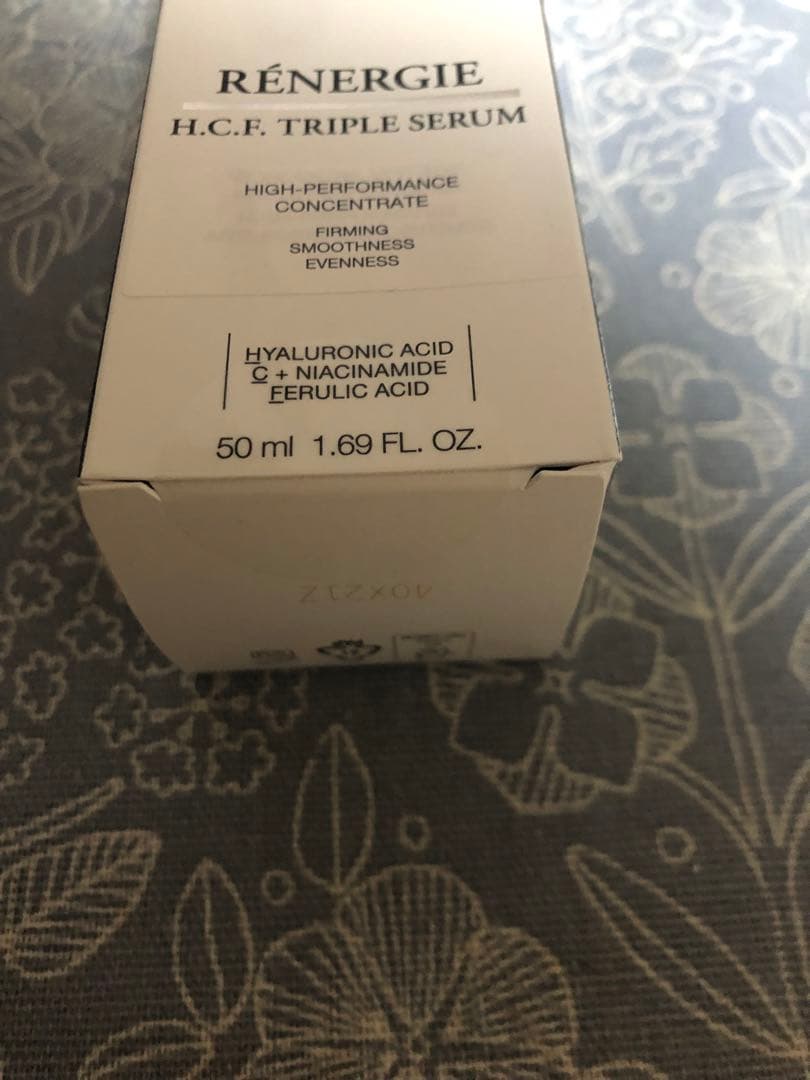 RÉNERGIE
H.C.F. TRIPLE SERUM
HIGH-PERFORMANCE
CONCENTRATE
FIRMING
SMOOTHNESS
EVENNESS
HYALURONIC ACID
C + NIACINAMIDE
FERULIC ACID
50 ml 1.69 FL. OZ.
40X21Z